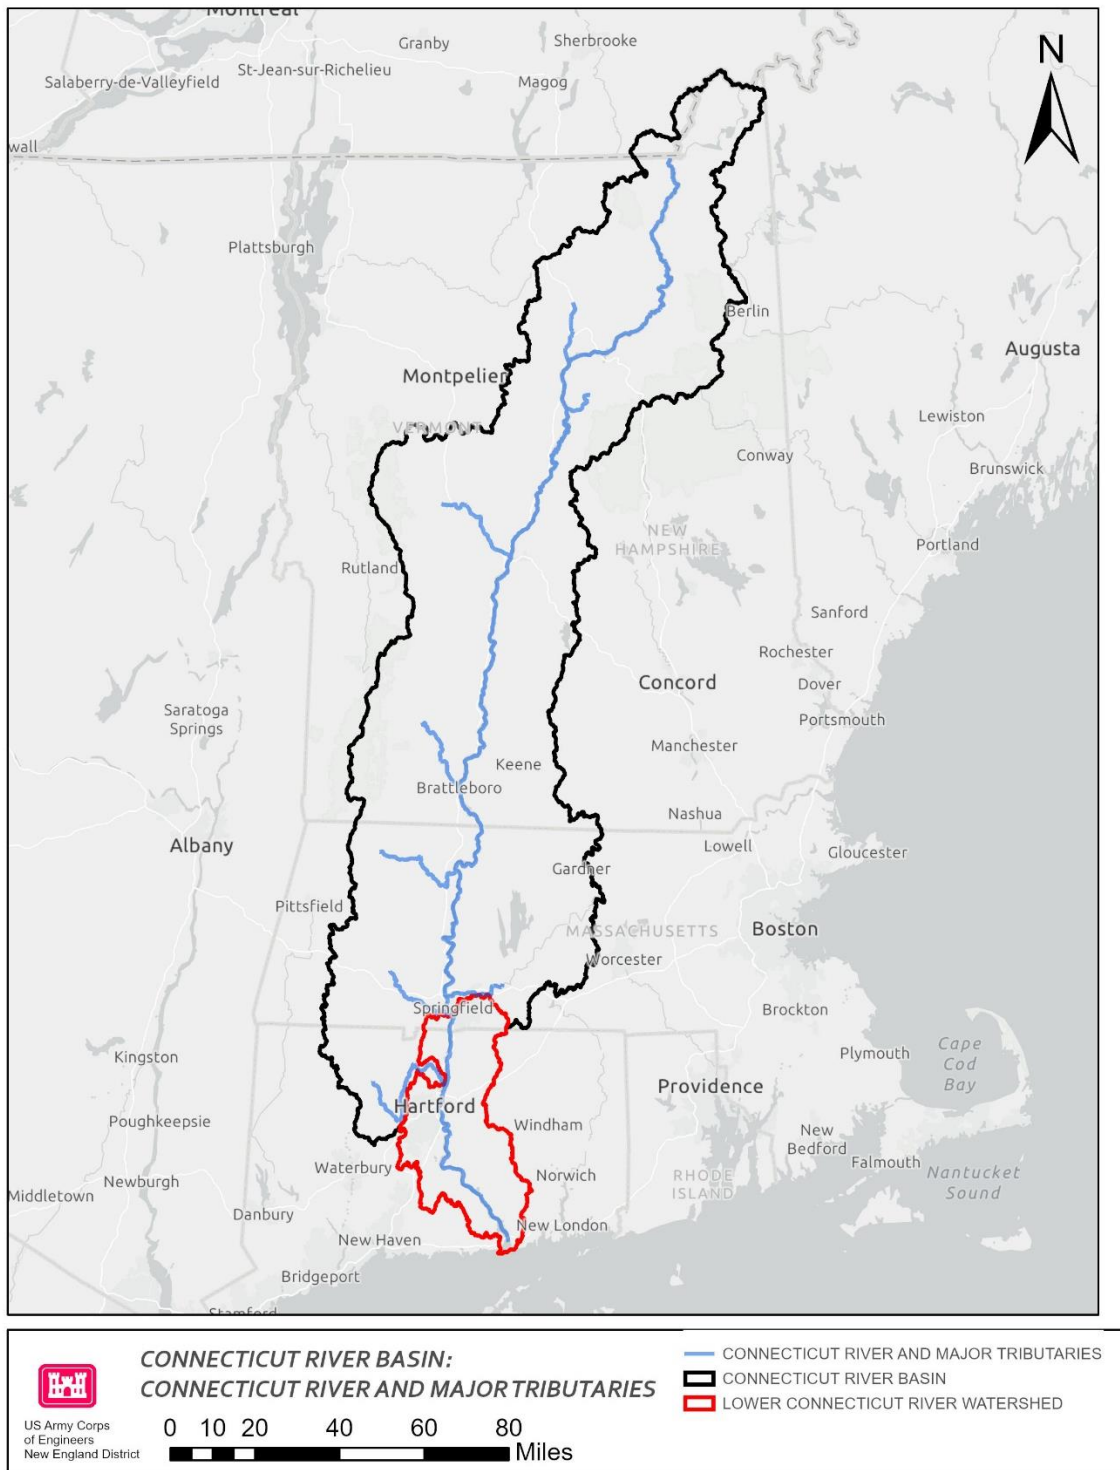 Montreal
Granby
Sherbrooke
Salaberry-de-Valleyfield
St-Jean-sur-Richelieu
Magog
N
wall
Plattsburgh
Berlin
Augusta
Montpelier
VERMONT
Lewiston
Conway
Brunswick
NEW
HAMPSHIRE
Portland
Rutland
Sanford
Rochester
Concord
Dover
Saratoga
Springs
Portsmouth
Manchester
Keene
Brattleboro
Nashua
Albany
Lowell
Gloucester
Gardner
Pittsfield
MASSACHUSETTS
Boston
Worcester
Springfield
Brockton
Kingston
Plymouth
Cape
Cod
Bay
Providence
Hartford
Poughkeepsie
Windham
New
Bedford
Falmouth
Waterbury
Norwich
RHODE
ISLAND
Nantucket
Sound
Middletown
Newburgh
Danbury
New London
New Haven
Bridgeport
Stamford
CONNECTICUT RIVER BASIN:
CONNECTICUT RIVER AND MAJOR TRIBUTARIES
US Army Corps
of Engineers
New England District
0 10 20 40 60 80
Miles
CONNECTICUT RIVER AND MAJOR TRIBUTARIES
CONNECTICUT RIVER BASIN
LOWER CONNECTICUT RIVER WATERSHED